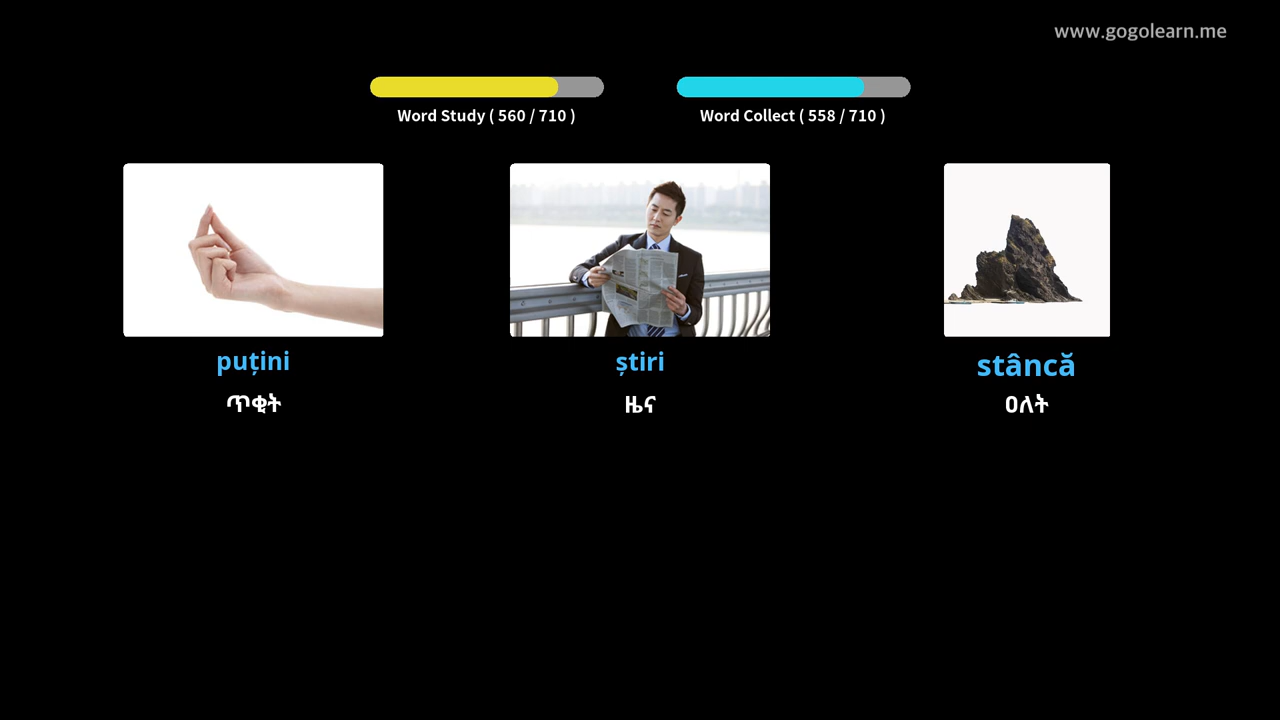 www.gogolearn.me
Word Study ( 560 / 710 )
Word Collect ( 558 / 710 )
puțini
știri
stâncă
ጥቂት
ዜና
ዐለት